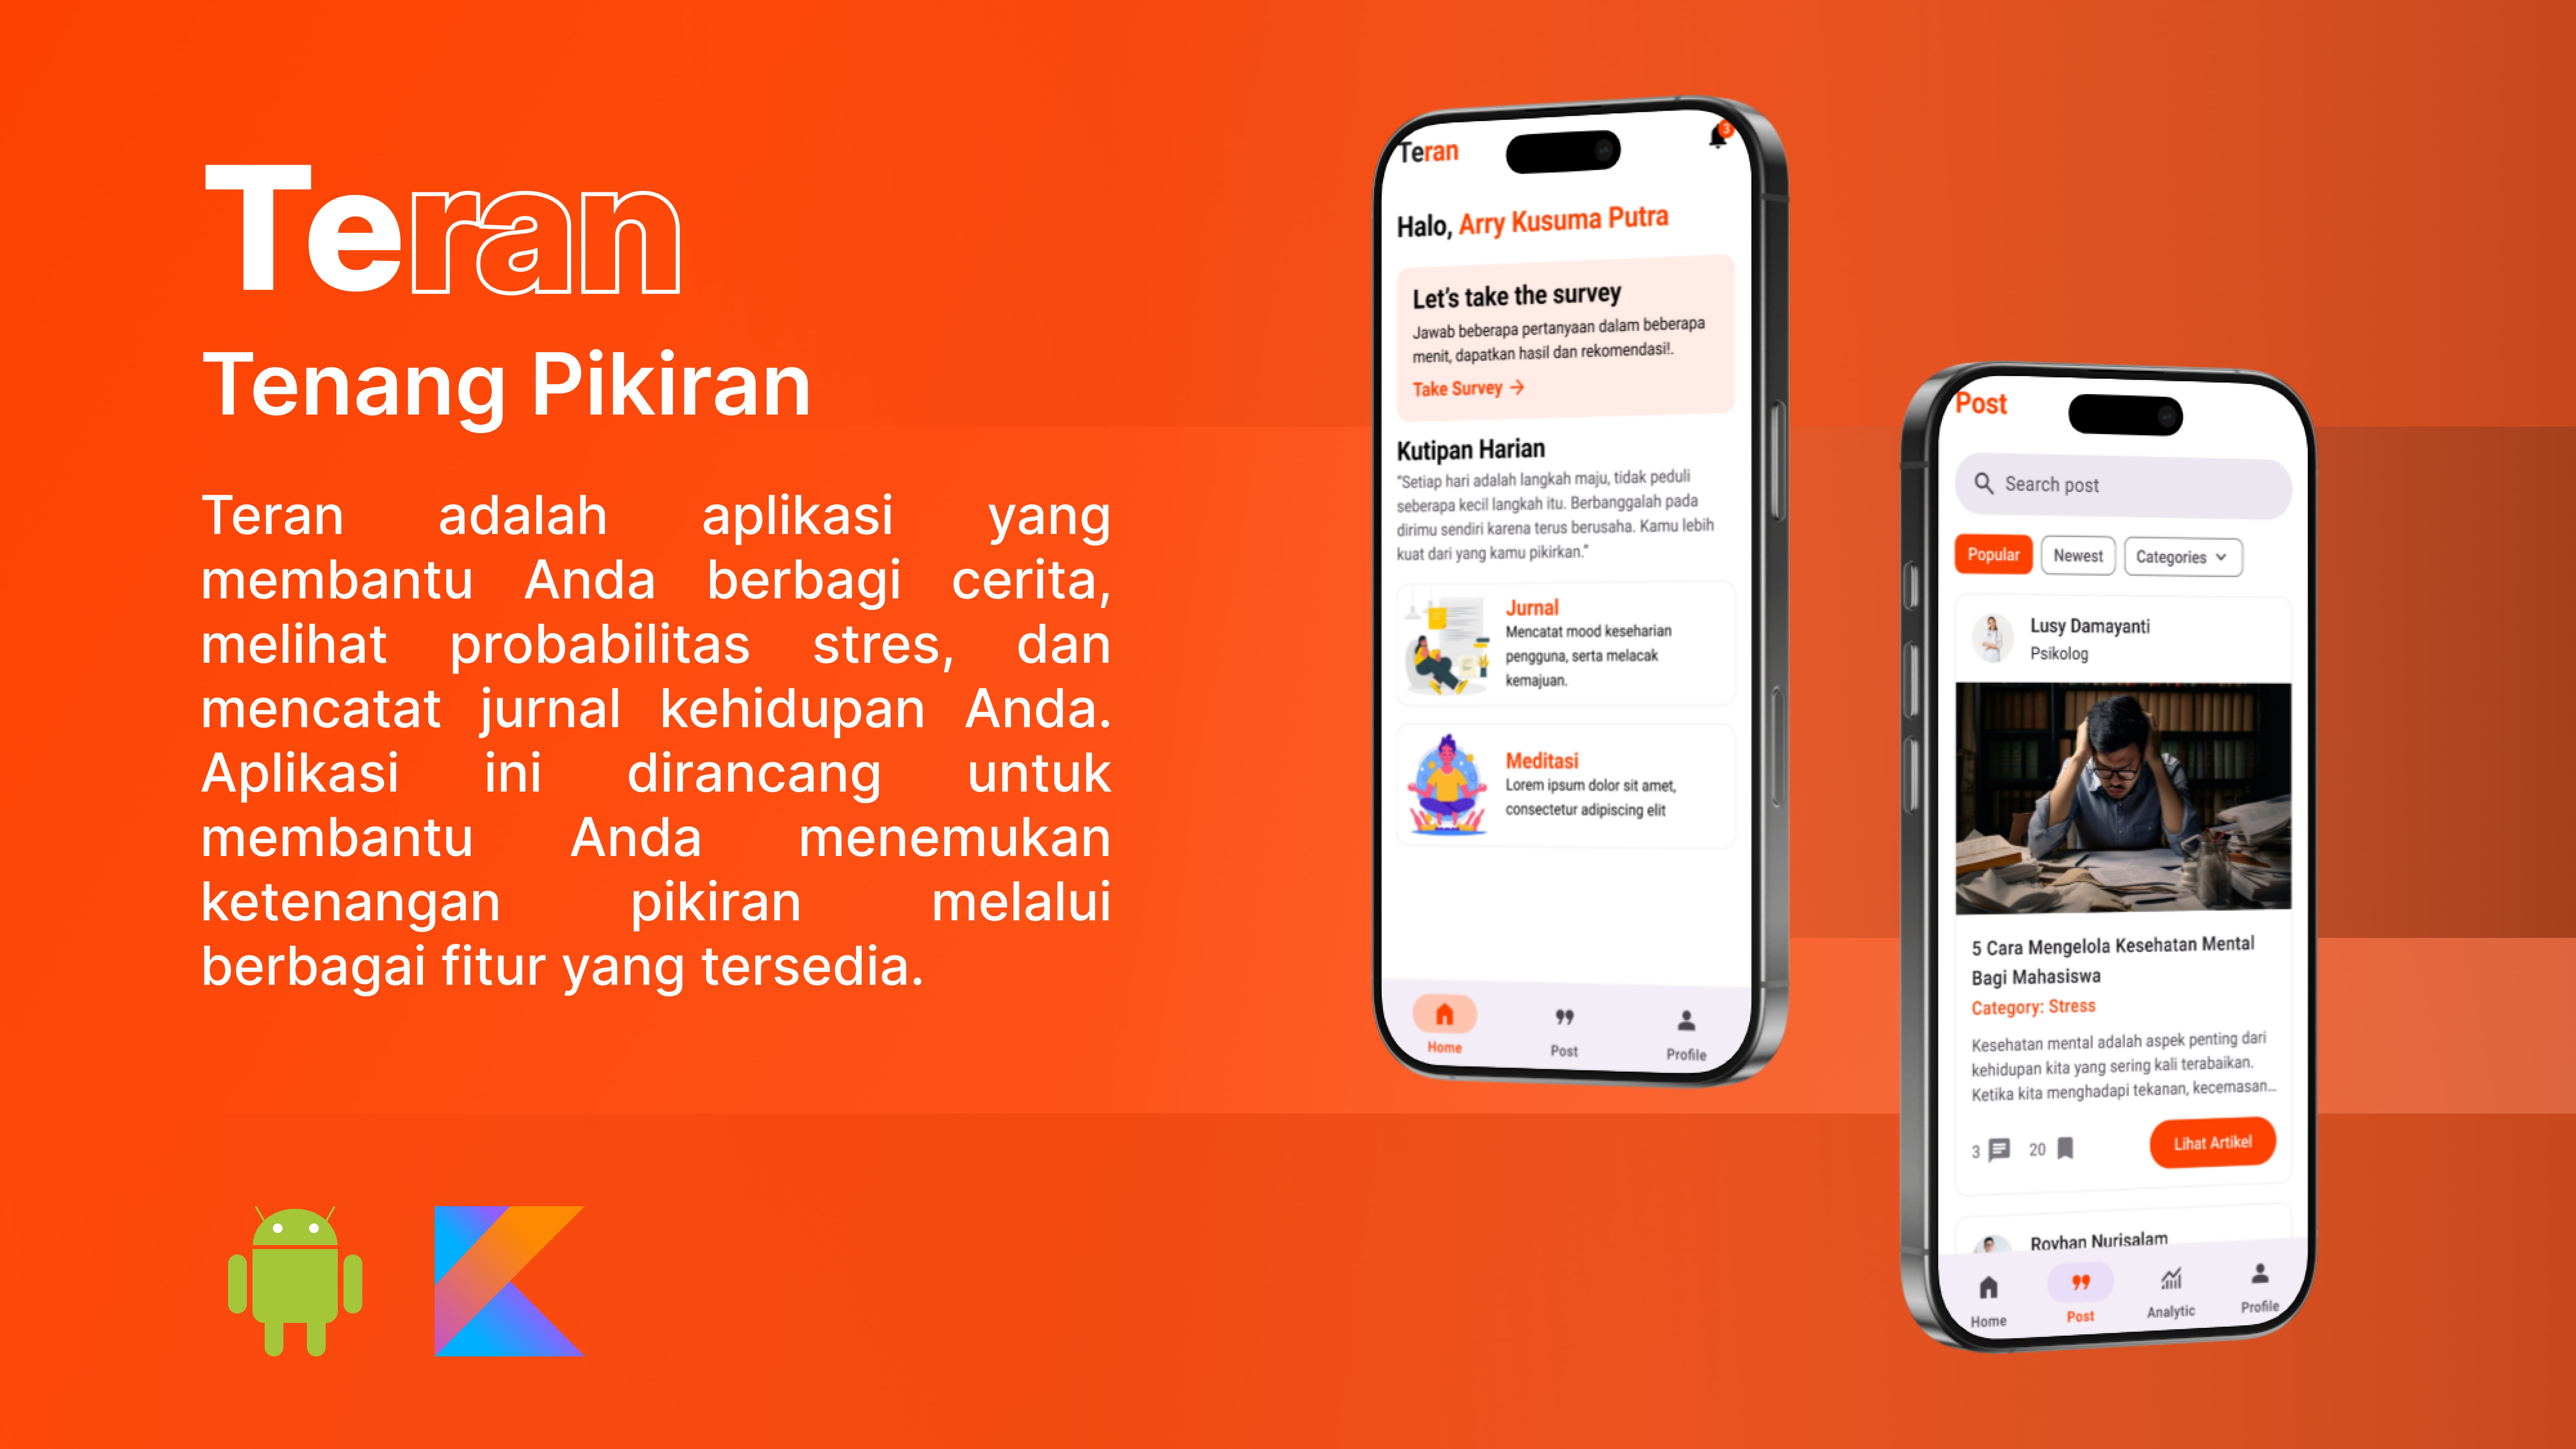 Teran
Tenang Pikiran
Teran adalah aplikasi yang
membantu Anda berbagi cerita,
melihat probabilitas stres, dan
mencatat jurnal kehidupan Anda.
Aplikasi ini dirancang untuk
membantu Anda menemukan
ketenangan pikiran melalui
berbagai fitur yang tersedia.
Teran
3
Halo, Arry Kusuma Putra
Let's take the survey
Jawab beberapa pertanyaan dalam beberapa
menit, dapatkan hasil dan rekomendasi!.
Take Survey →
Kutipan Harian
"Setiap hari adalah langkah maju, tidak peduli
seberapa kecil langkah itu. Berbanggalah pada
dirimu sendiri karena terus berusaha. Kamu lebih
kuat dari yang kamu pikirkan."
Jurnal
Mencatat mood keseharian
pengguna, serta melacak
kemajuan.
Meditasi
Lorem ipsum dolor sit amet,
consectetur adipiscing elit
Home
Post
Profile
Post
Search post
Popular
Newest
Categories
Lusy Damayanti
Psikolog
5 Cara Mengelola Kesehatan Mental
Bagi Mahasiswa
Category: Stress
Kesehatan mental adalah aspek penting dari
kehidupan kita yang sering kali terabaikan.
Ketika kita menghadapi tekanan, kecemasan...
3
20
Lihat Artikel
Royhan Nurisalam
Home
Post
Analytic
Profile